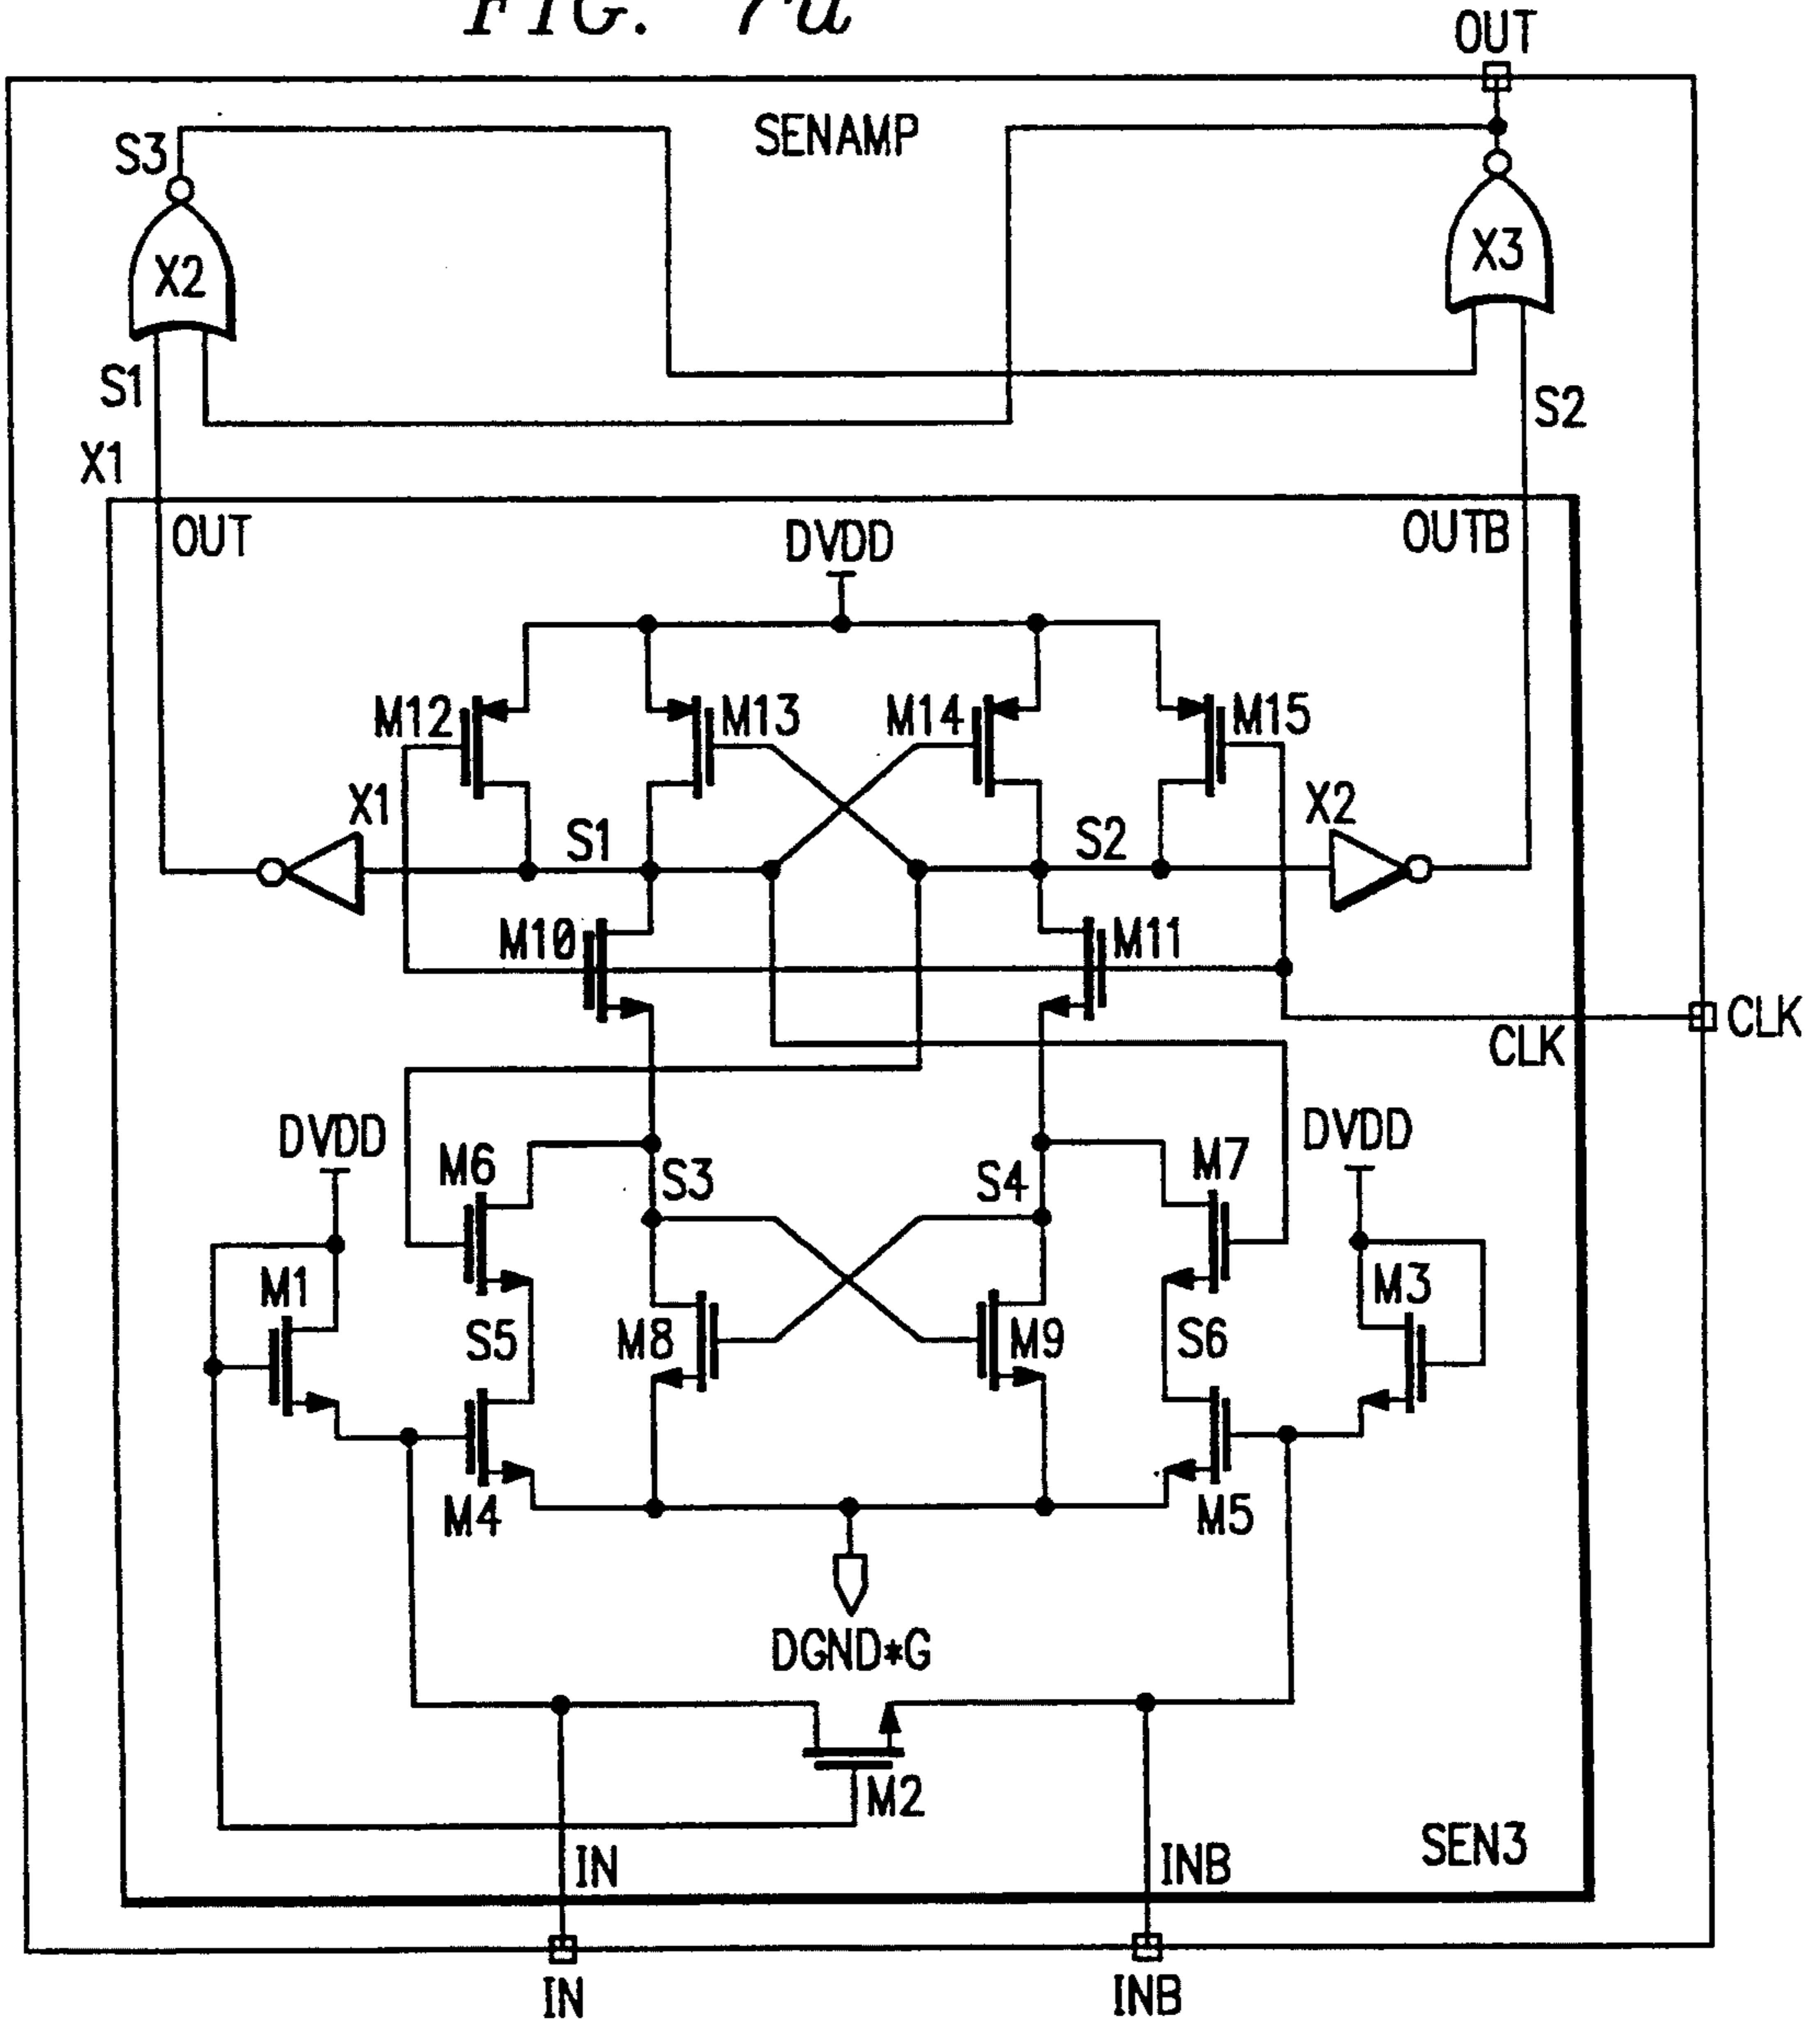 FIG. 7a
OUT
SENAMP
S3
X2
X3
S1
S2
X1
OUT
OUTB
DVDD
M12
M13
M14
M15
X1
S1
S2
X2
M10
M11
CLK
CLK
DVDD
DVDD
M6
S3
S4
M7
M1
M3
S5
M8
M9
S6
M4
M5
DGND*G
M2
SEN3
IN
INB
IN
INB